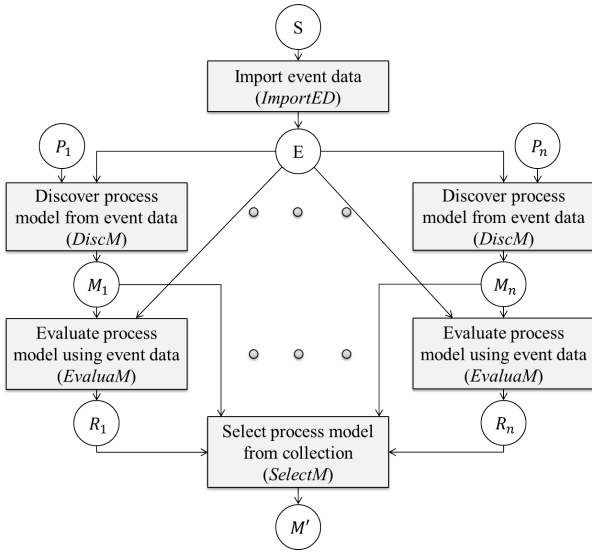 S
Import event data
(ImportED)
P₁
E
Pₙ
Discover process
model from event data
(DiscM)
Discover process
model from event data
(DiscM)
M₁
Mₙ
Evaluate process
model using event data
(EvaluaM)
Evaluate process
model using event data
(EvaluaM)
R₁
Rₙ
Select process model
from collection
(SelectM)
M'